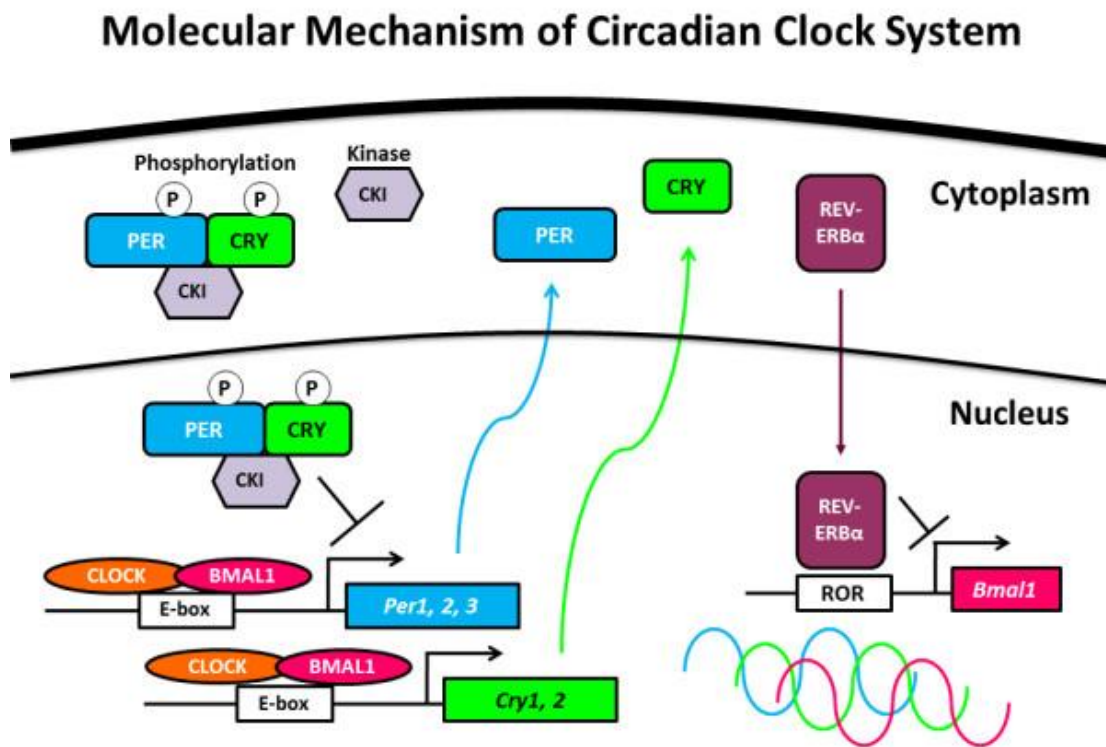 Molecular Mechanism of Circadian Clock System
Phosphorylation
Kinase
P
P
CKI
PER
CRY
CKI
PER
CRY
REV-
ERBα
Cytoplasm
P
P
PER
CRY
CKI
Nucleus
REV-
ERBα
CLOCK
BMAL1
E-box
Per1, 2, 3
ROR
Bmal1
CLOCK
BMAL1
E-box
Cry1, 2